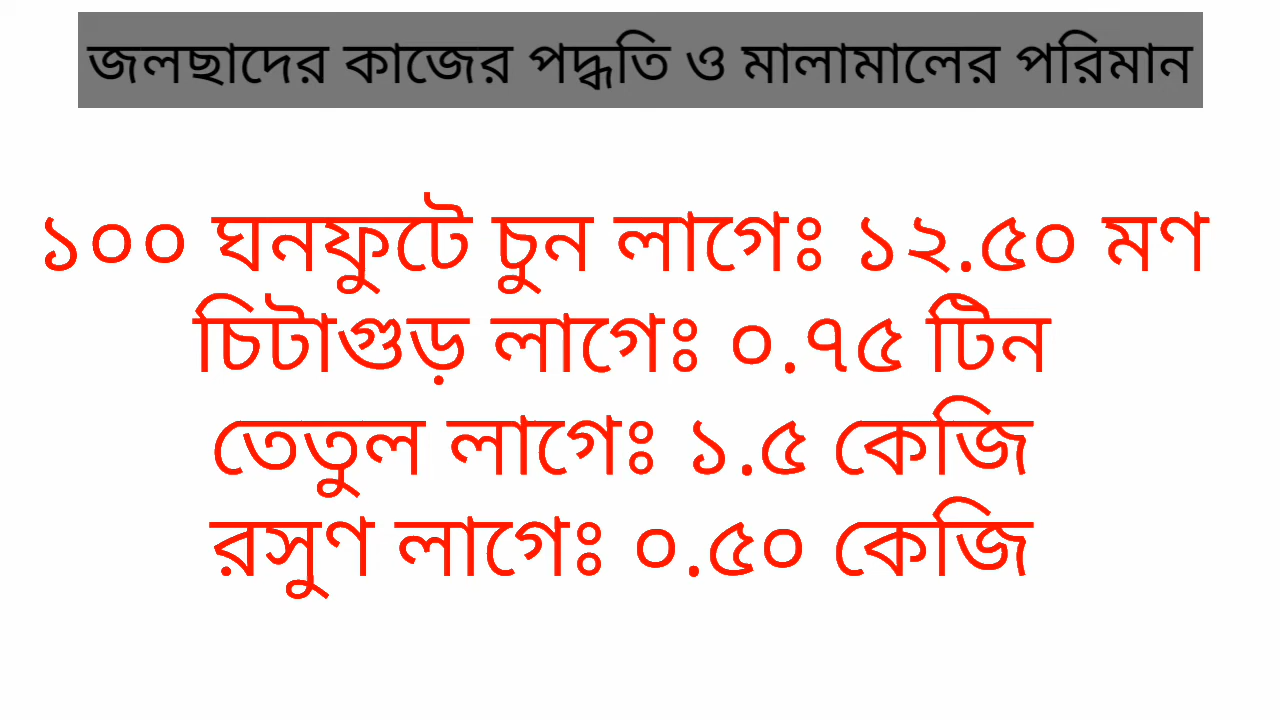 জলছাদের কাজের পদ্ধতি ও মালামালের পরিমান
১০০ ঘনফুটে চুন লাগেঃ ১২.৫০ মণ
চিটাগুড় লাগেঃ ০.৭৫ টিন
তেতুল লাগেঃ ১.৫ কেজি
রসুণ লাগেঃ ০.৫০ কেজি